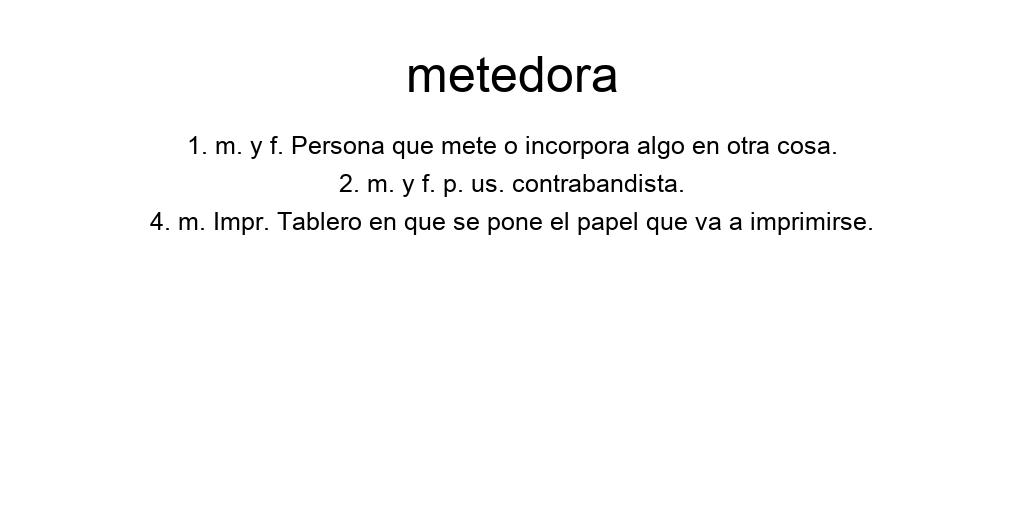 metedora
1. m. y f. Persona que mete o incorpora algo en otra cosa.
2. m. y f. p. us. contrabandista.
4. m. Impr. Tablero en que se pone el papel que va a imprimirse.